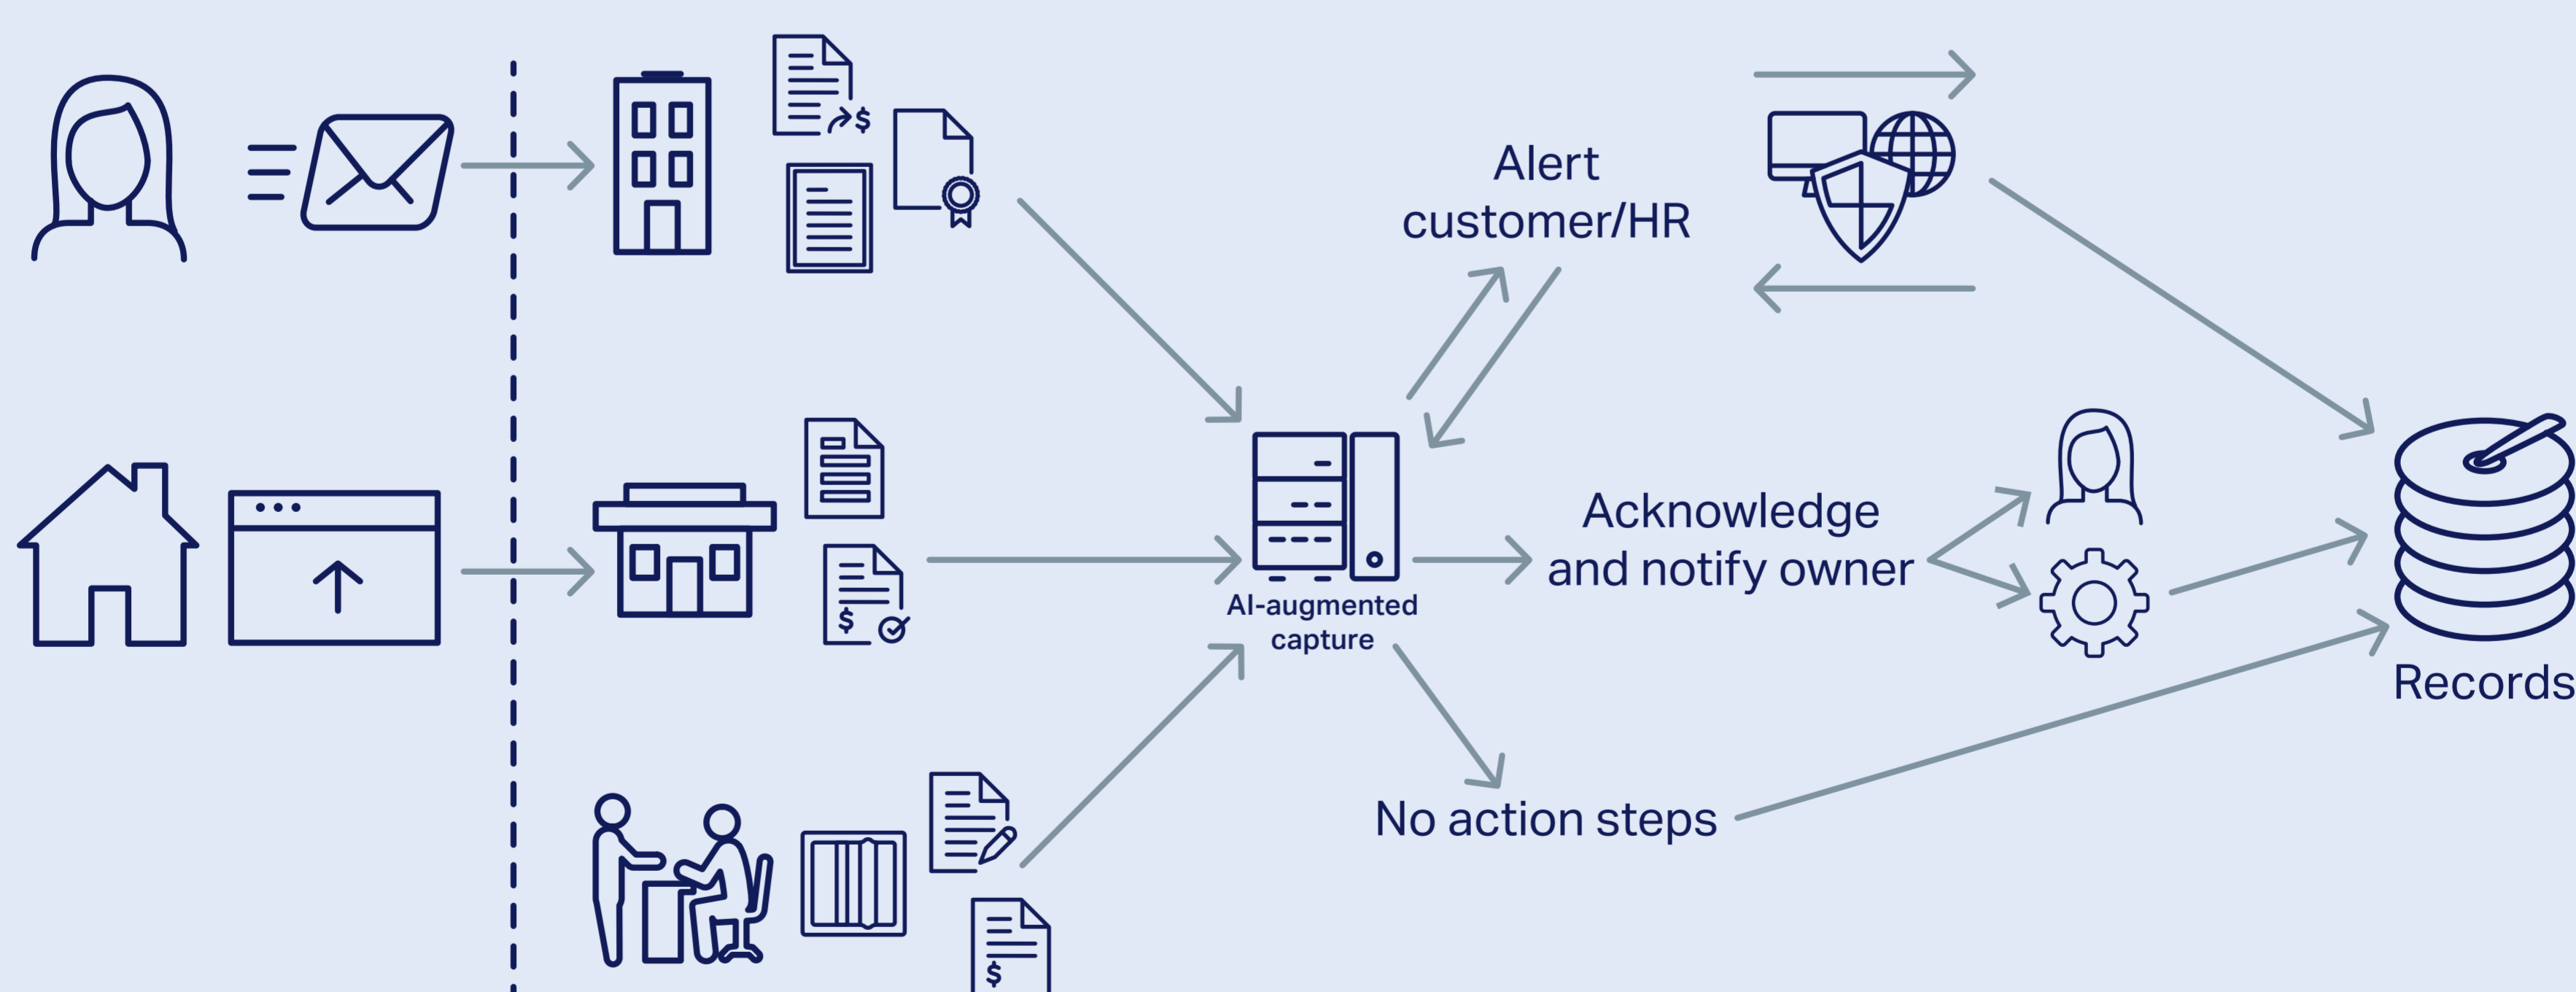 $
Alert
customer/HR
$
AI-augmented
capture
Acknowledge
and notify owner
Records
No action steps
$